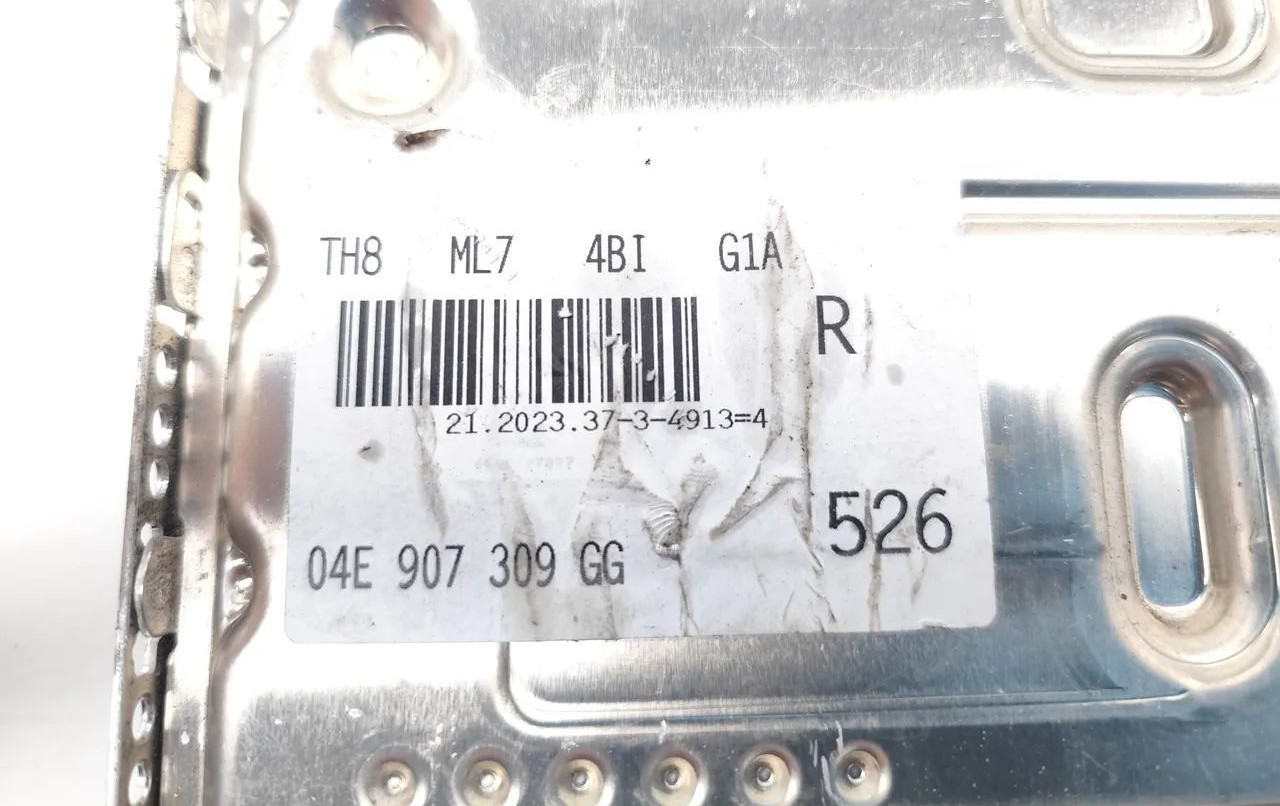 TH8 ML7 4BI G1A
R
21.2023.37-3-4913=4
526
04E 907 309 GG